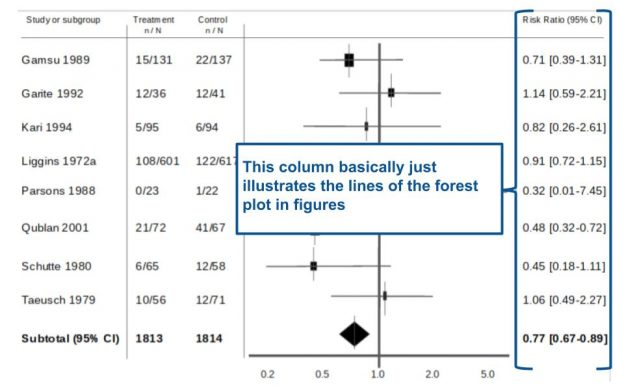 Study or subgroup Treatment Control Risk Ratio (95% CI)
n / N n / N
Gamsu 1989 15/131 22/137 0.71 [0.39-1.31]
Garite 1992 12/36 12/41 1.14 [0.59-2.21]
Kari 1994 5/95 6/94 0.82 [0.26-2.61]
Liggins 1972a 108/601 122/617 0.91 [0.72-1.15]
Parsons 1988 0/23 1/22 0.32 [0.01-7.45]
Qublan 2001 21/72 41/67 0.48 [0.32-0.72]
Schutte 1980 6/65 12/58 0.45 [0.18-1.11]
Taeusch 1979 10/56 12/71 1.06 [0.49-2.27]
Subtotal (95% CI) 1813 1814 0.77 [0.67-0.89]
This column basically just
illustrates the lines of the forest
plot in figures
0.2 0.5 1.0 2.0 5.0